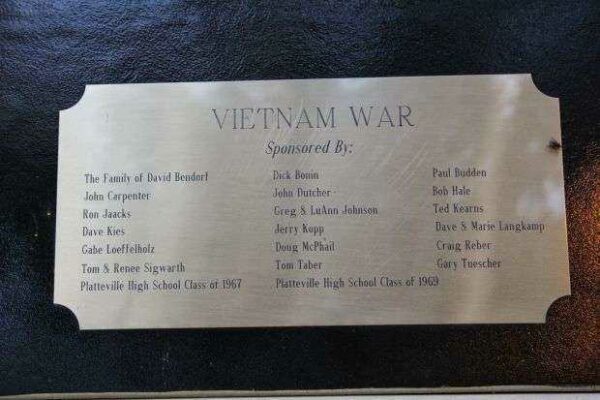 VIETNAM WAR
Sponsored By:
The Family of David Bendorf
John Carpenter
Ron Jaacks
Dave Kies
Gabe Loeffelholz
Tom & Renee Sigwarth
Platteville High School Class of 1967
Dick Bonin
John Dutcher
Greg & LuAnn Johnson
Jerry Kopp
Doug McPhail
Tom Taber
Platteville High School Class of 1969
Paul Budden
Bob Hale
Ted Kearns
Dave & Marie Langkamp
Craig Reber
Gary Tuescher